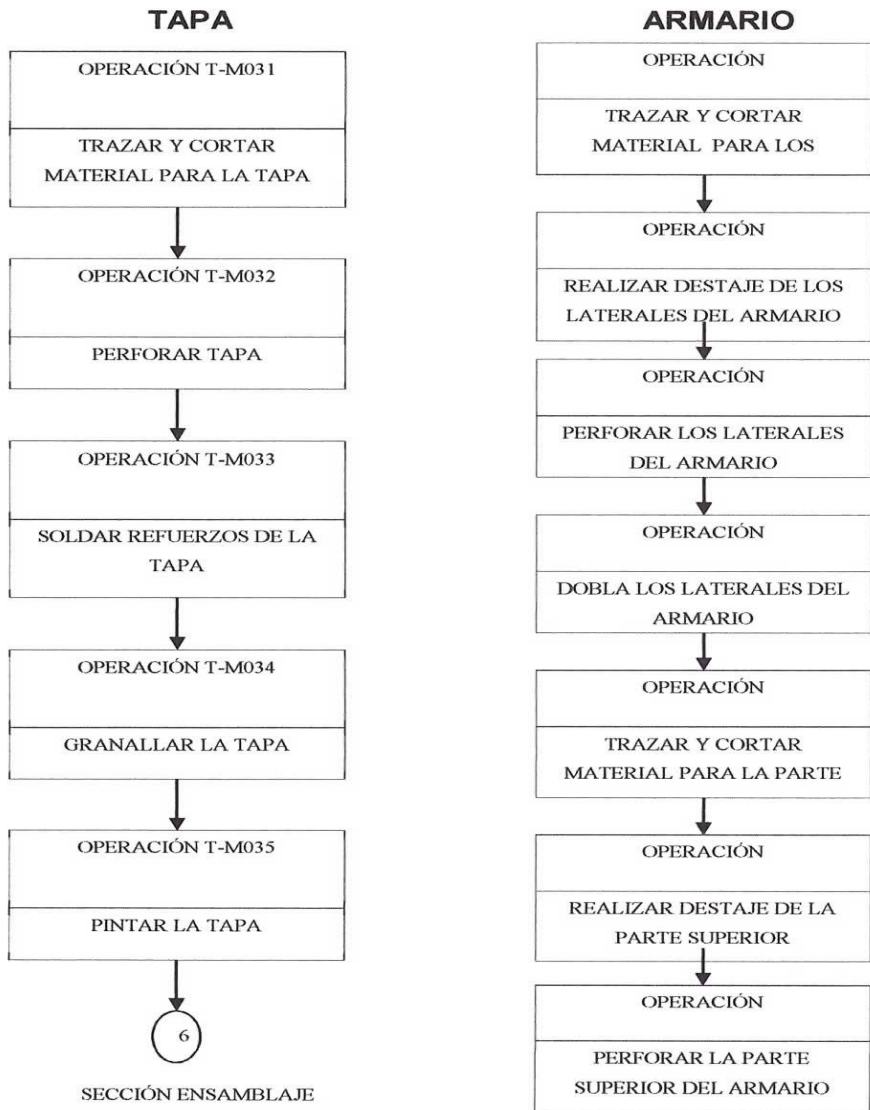 TAPA
OPERACIÓN T-M031
TRAZAR Y CORTAR
MATERIAL PARA LA TAPA
OPERACIÓN T-M032
PERFORAR TAPA
OPERACIÓN T-M033
SOLDAR REFUERZOS DE LA
TAPA
OPERACIÓN T-M034
GRANALLAR LA TAPA
OPERACIÓN T-M035
PINTAR LA TAPA
6
SECCIÓN ENSAMBLAJE
ARMARIO
OPERACIÓN
TRAZAR Y CORTAR
MATERIAL PARA LOS
OPERACIÓN
REALIZAR DESTAJE DE LOS
LATERALES DEL ARMARIO
OPERACIÓN
PERFORAR LOS LATERALES
DEL ARMARIO
OPERACIÓN
DOBLA LOS LATERALES DEL
ARMARIO
OPERACIÓN
TRAZAR Y CORTAR
MATERIAL PARA LA PARTE
OPERACIÓN
REALIZAR DESTAJE DE LA
PARTE SUPERIOR
OPERACIÓN
PERFORAR LA PARTE
SUPERIOR DEL ARMARIO